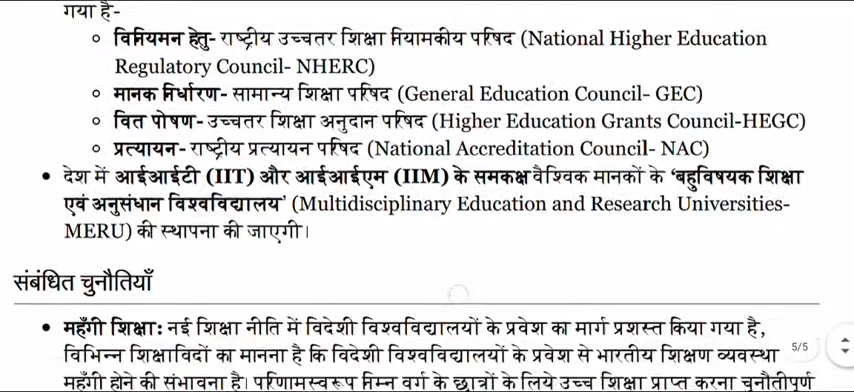 गया है-
विनियमन हेतु- राष्ट्रीय उच्चतर शिक्षा नियामकीय परिषद (National Higher Education
Regulatory Council- NHERC)
मानक निर्धारण- सामान्य शिक्षा परिषद (General Education Council- GEC)
वित पोषण- उच्चतर शिक्षा अनुदान परिषद (Higher Education Grants Council-HEGC)
प्रत्यायन- राष्ट्रीय प्रत्यायन परिषद (National Accreditation Council- NAC)
देश में आईआईटी (IIT) और आईआईएम (IIM) के समकक्ष वैश्विक मानकों के 'बहुविषयक शिक्षा
एवं अनुसंधान विश्वविद्यालय' (Multidisciplinary Education and Research Universities-
MERU) की स्थापना की जाएगी।
संबंधित चुनौतियाँ
महँगी शिक्षा: नई शिक्षा नीति में विदेशी विश्वविद्यालयों के प्रवेश का मार्ग प्रशस्त किया गया है,
विभिन्न शिक्षाविदों का मानना है कि विदेशी विश्वविद्यालयों के प्रवेश से भारतीय शिक्षण व्यवस्था
5/5
महँगी होने की संभावना है। परिणामस्वरूप निम्न वर्ग के छात्रों के लिये उच्च शिक्षा प्राप्त करना चुनौतीपूर्ण